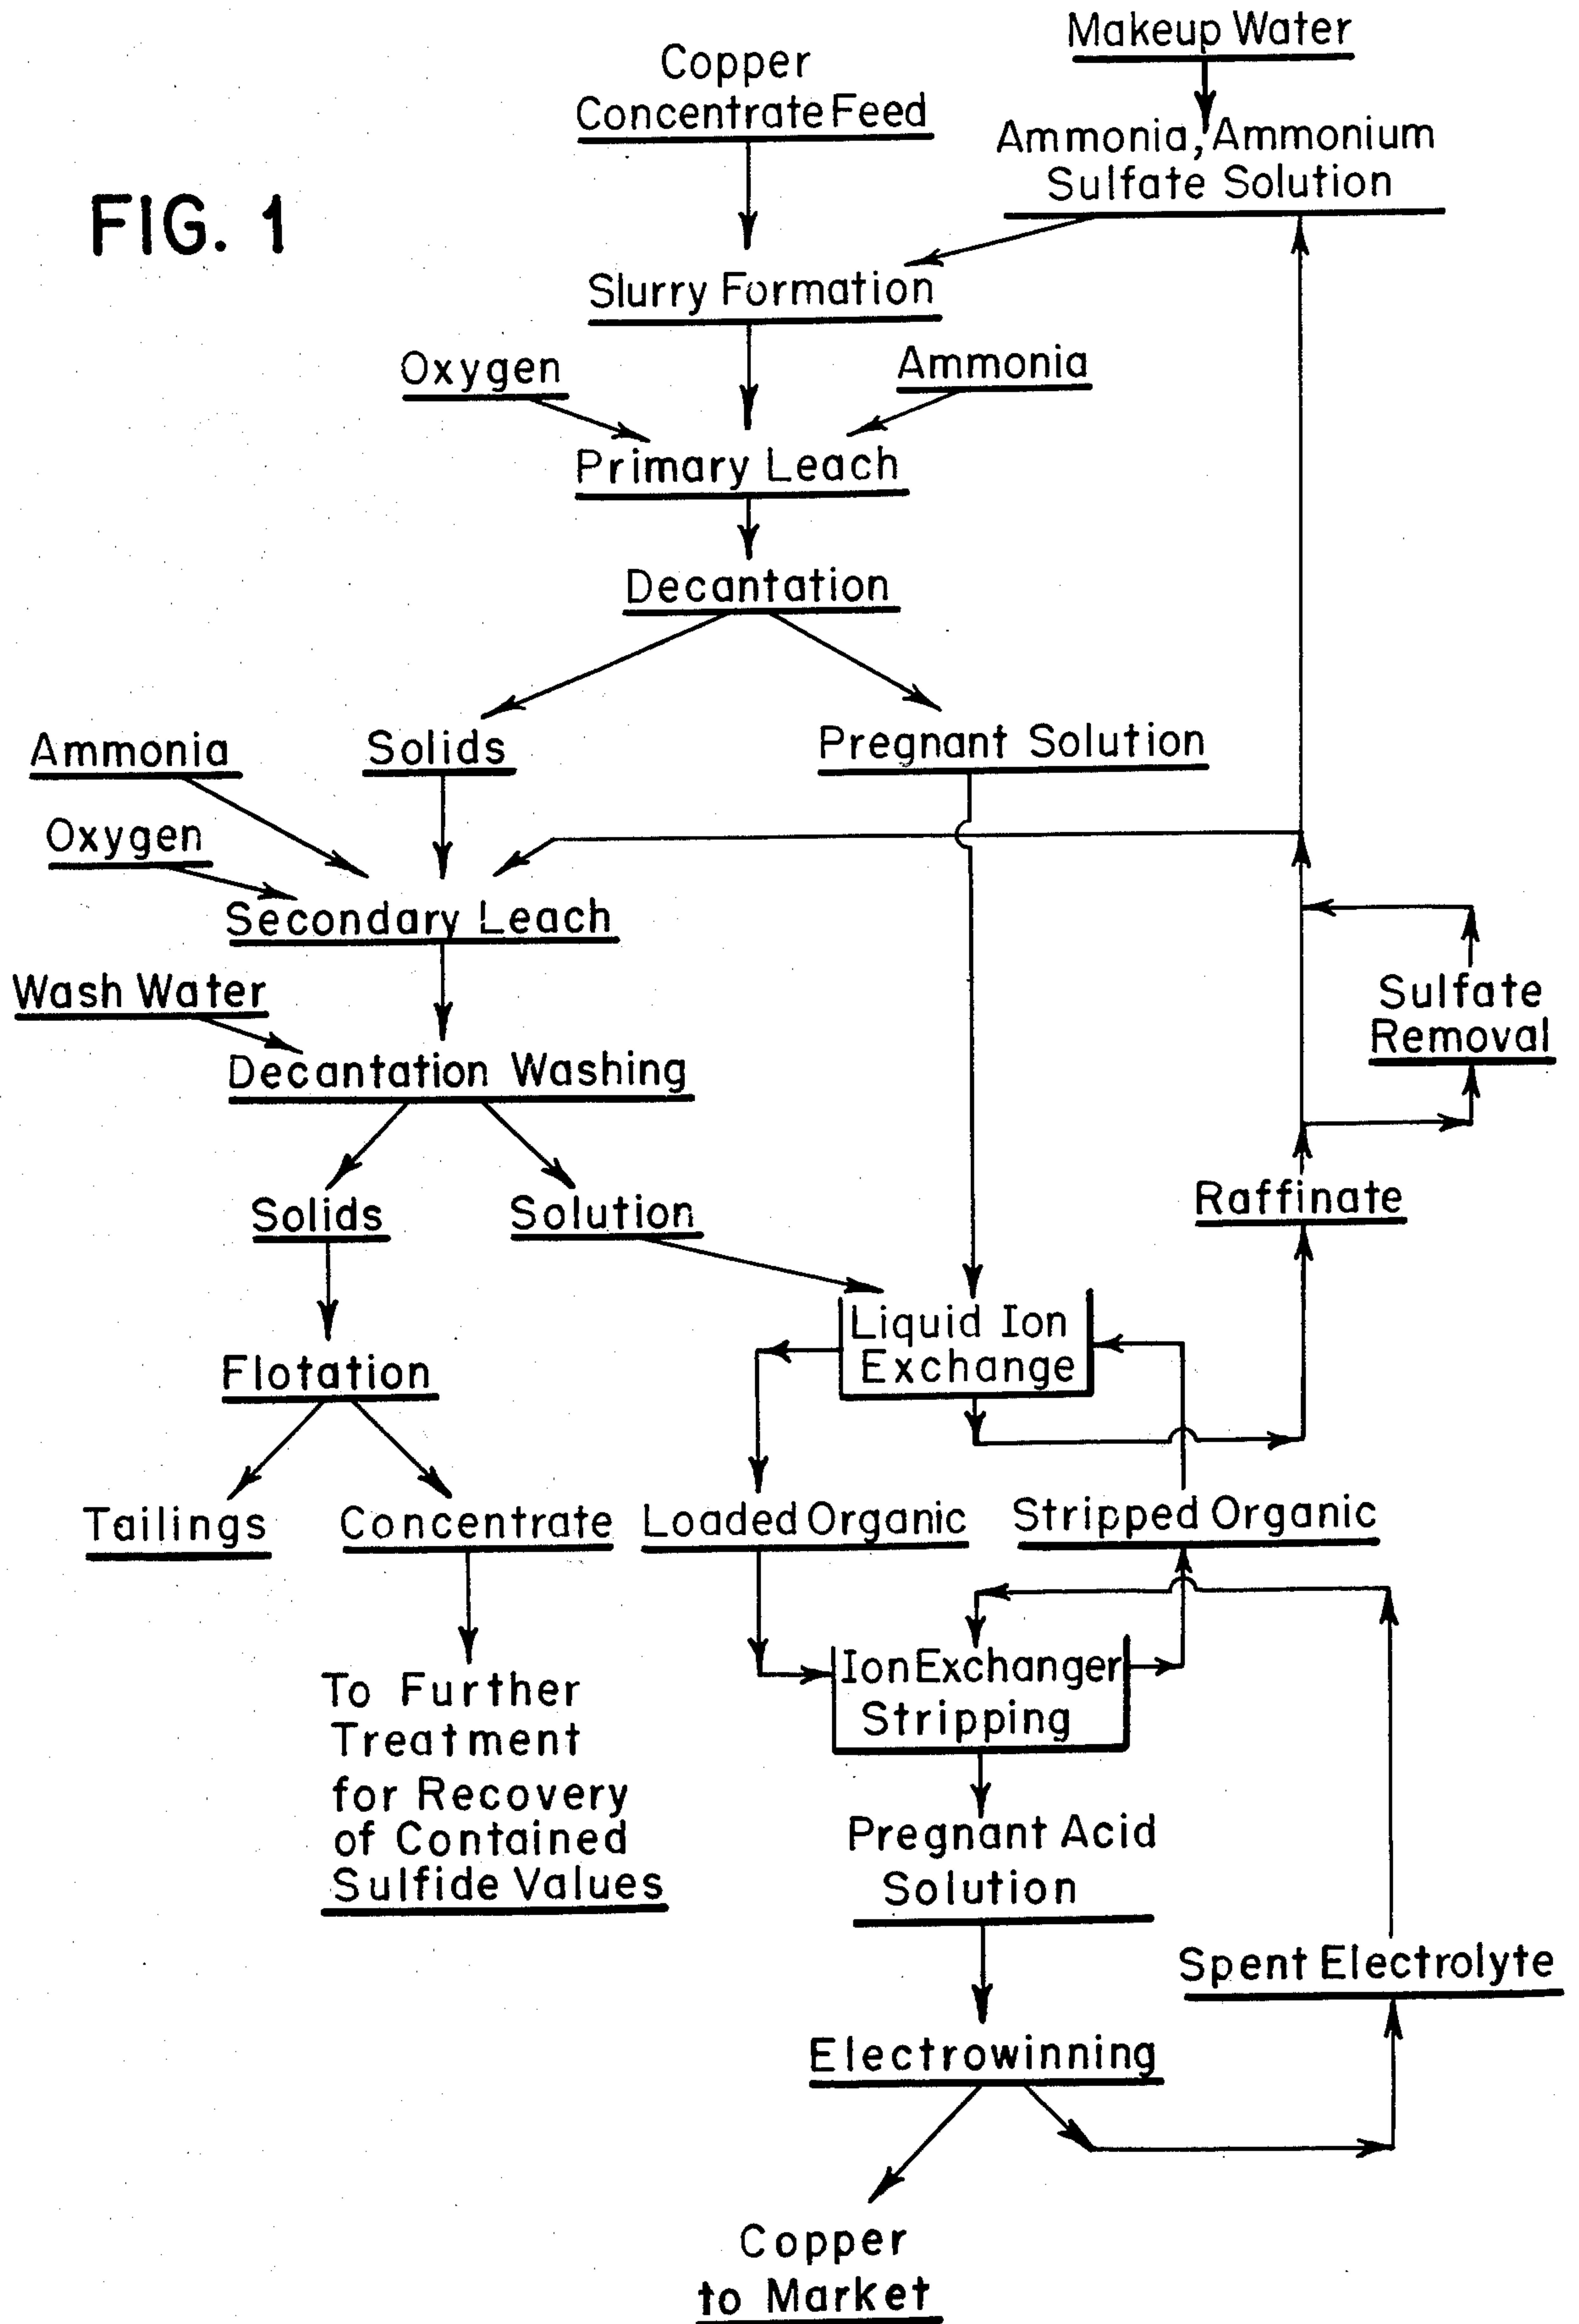 Makeup Water
Copper
Concentrate Feed
Ammonia, Ammonium
Sulfate Solution
FIG. 1
Slurry Formation
Oxygen
Ammonia
Primary Leach
Decantation
Ammonia
Solids
Pregnant Solution
Oxygen
Secondary Leach
Wash Water
Sulfate
Removal
Decantation Washing
Solids
Solution
Raffinate
Liquid Ion
Exchange
Flotation
Tailings
Concentrate
Loaded Organic
Stripped Organic
Ion Exchanger
Stripping
To Further
Treatment
for Recovery
of Contained
Sulfide Values
Pregnant Acid
Solution
Spent Electrolyte
Electrowinning
Copper
to Market